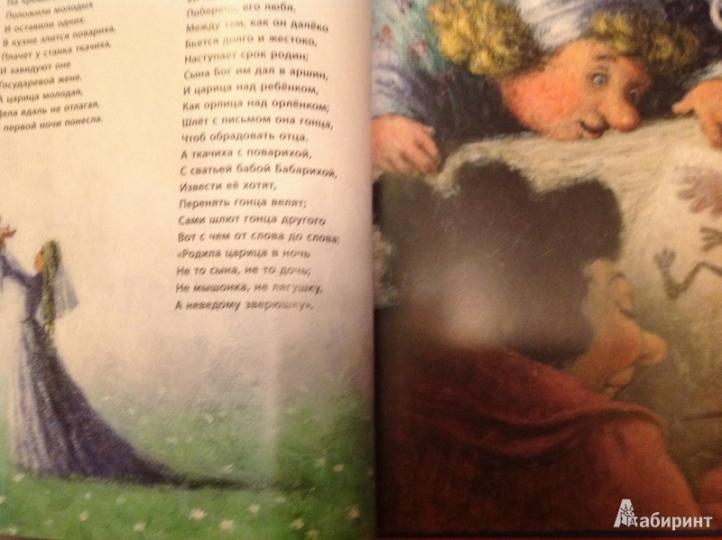 Положили молодых
И оставили одних.
В кухне злится повариха,
Плачет у станка ткачиха,
И завидуют оне
Государевой жене.
А царица молодая,
Дела вдаль не отлагая,
первой ночи понесла.
Поберечься, его любя,
Между тем, как он далёко
Бьется долго и жестоко,
Наступает срок родин;
Сына Бог им дал в аршин,
И царица над ребёнком,
Как орлица над орлёнком;
Шлёт с письмом она гонца,
Чтоб обрадовать отца.
А ткачиха с поварихой,
С сватьей бабой Бабарихой,
Извести её хотят,
Перенять гонца велят;
Сами шлют гонца другого
Вот с чем от слова до слова:
«Родила царица в ночь
Не то сына, не то дочь;
Не мышонка, не лягушку,
А неведому зверюшку».
Лабиринт